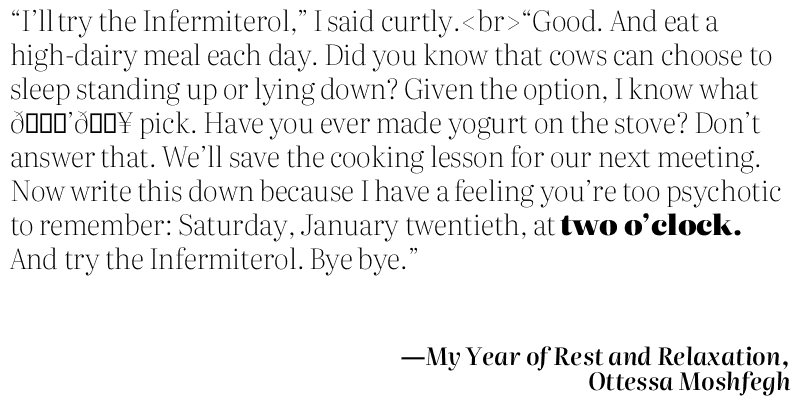 “I’ll try the Infermiterol,” I said curtly.<br>“Good. And eat a
high-dairy meal each day. Did you know that cows can choose to
sleep standing up or lying down? Given the option, I know what
pick. Have you ever made yogurt on the stove? Don’t
answer that. We’ll save the cooking lesson for our next meeting.
Now write this down because I have a feeling you’re too psychotic
to remember: Saturday, January twentieth, at two o’clock.
And try the Infermiterol. Bye bye.”
—My Year of Rest and Relaxation,
Ottessa Moshfegh